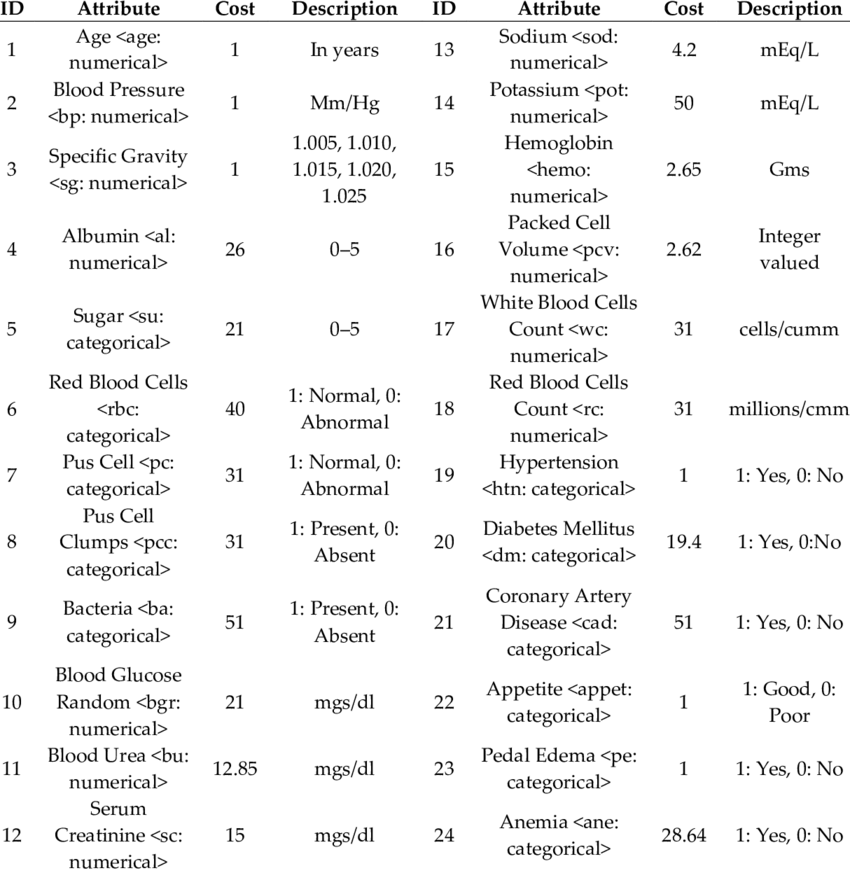 ID Attribute Cost Description ID Attribute Cost Description
1 Age <age: numerical> 1 In years 13 Sodium <sod: numerical> 4.2 mEq/L
2 Blood Pressure <bp: numerical> 1 Mm/Hg 14 Potassium <pot: numerical> 50 mEq/L
3 Specific Gravity <sg: numerical> 1 1.005, 1.010, 1.015, 1.020, 1.025 15 Hemoglobin <hemo: numerical> 2.65 Gms
4 Albumin <al: numerical> 26 0–5 16 Packed Cell Volume <pcv: numerical> 2.62 Integer valued
5 Sugar <su: categorical> 21 0–5 17 White Blood Cells Count <wc: numerical> 31 cells/cumm
6 Red Blood Cells <rbc: categorical> 40 1: Normal, 0: Abnormal 18 Red Blood Cells Count <rc: numerical> 31 millions/cmm
7 Pus Cell <pc: categorical> 31 1: Normal, 0: Abnormal 19 Hypertension <htn: categorical> 1 1: Yes, 0: No
8 Pus Cell Clumps <pcc: categorical> 31 1: Present, 0: Absent 20 Diabetes Mellitus <dm: categorical> 19.4 1: Yes, 0:No
9 Bacteria <ba: categorical> 51 1: Present, 0: Absent 21 Coronary Artery Disease <cad: categorical> 51 1: Yes, 0: No
10 Blood Glucose Random <bgr: numerical> 21 mgs/dl 22 Appetite <appet: categorical> 1 1: Good, 0: Poor
11 Blood Urea <bu: numerical> 12.85 mgs/dl 23 Pedal Edema <pe: categorical> 1 1: Yes, 0: No
12 Serum Creatinine <sc: numerical> 15 mgs/dl 24 Anemia <ane: categorical> 28.64 1: Yes, 0: No